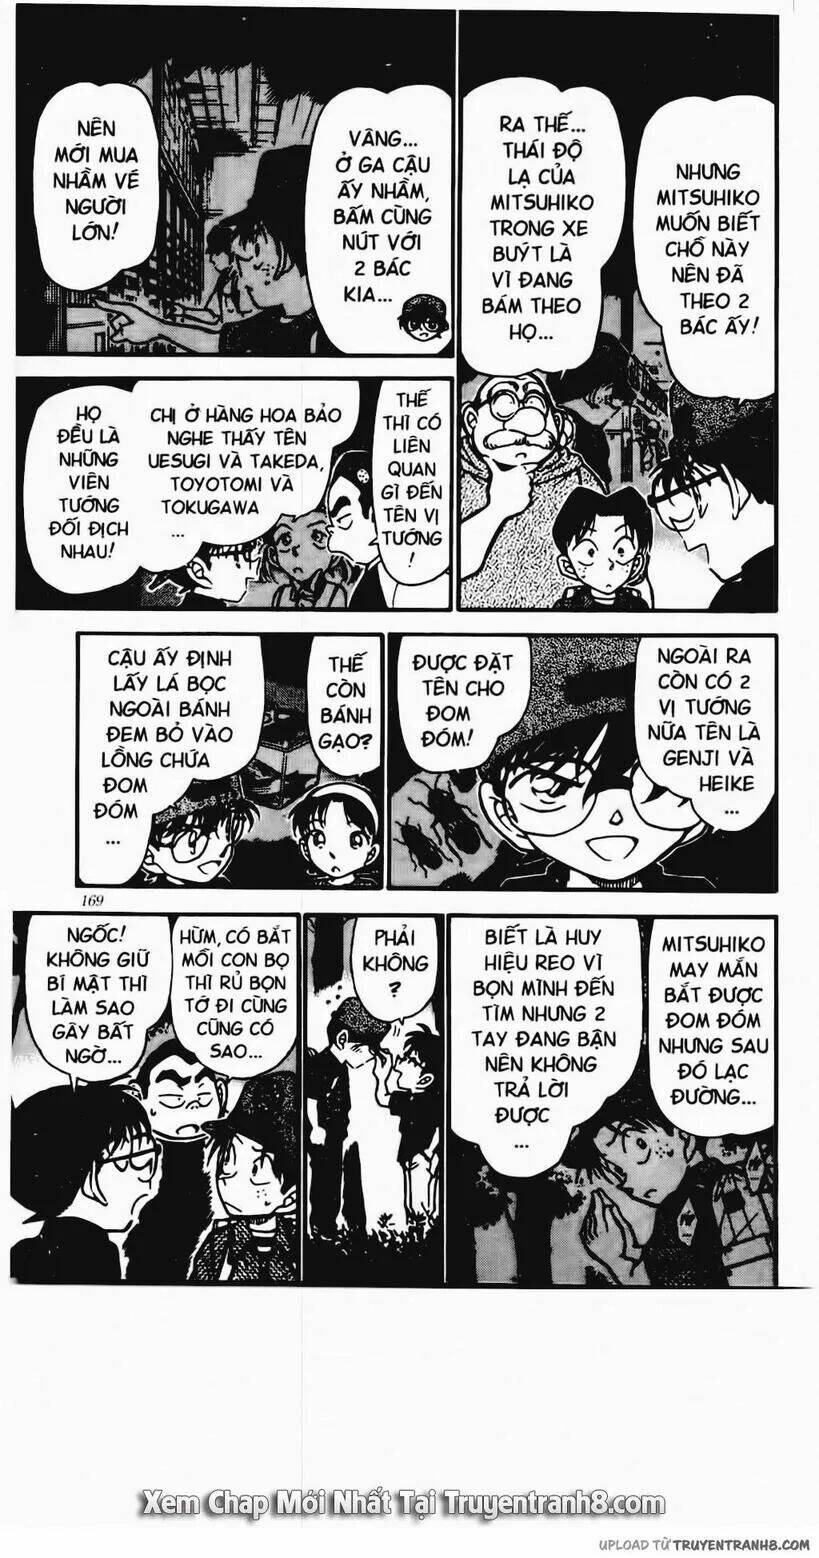 NHƯNG
MITSUHIKO
MUỐN BIẾT
CHỖ NÀY
NÊN ĐÃ
THEO 2
BÁC ẤY!
RA THẾ...
THÁI ĐỘ
LẠ CỦA
MITSUHIKO
TRONG XE
BUÝT LÀ
VÌ ĐANG
BÁM THEO
HỌ...
VÂNG...
Ở GA CẬU
ẤY NHẦM,
BẤM CÙNG
NÚT VỚI
2 BÁC
KIA...
NÊN
MỚI MUA
NHẦM VÉ
NGƯỜI
LỚN!
THẾ
THÌ CÓ
LIÊN
QUAN
GÌ ĐẾN
TÊN VỊ
TƯỚNG
!
CHỊ Ở HÀNG HOA BẢO
NGHE THẤY TÊN
UESUGI VÀ TAKEDA,
TOYOTOMI VÀ
TOKUGAWA
...
HỌ
ĐỀU LÀ
NHỮNG
VIÊN
TƯỚNG
ĐỐI ĐỊCH
NHAU!
NGOÀI RA
CÒN CÓ 2
VỊ TƯỚNG
NỮA TÊN LÀ
GENJI VÀ
HEIKE
...
ĐƯỢC ĐẶT
TÊN CHO
ĐOM
ĐÓM!
THẾ
CÒN
BÁNH
GẠO?
CẬU ẤY ĐỊNH
LẤY LÁ BỌC
NGOÀI BÁNH
ĐEM BỎ VÀO
LỒNG CHỨA
ĐOM
ĐÓM
...
169
MITSUHIKO
MAY MẮN
BẮT ĐƯỢC
ĐOM ĐÓM
NHƯNG SAU
ĐÓ LẠC
ĐƯỜNG...
BIẾT LÀ HUY
HIỆU REO VÌ
BỌN MÌNH ĐẾN
TÌM NHƯNG 2
TAY ĐANG BẬN
NÊN KHÔNG
TRẢ LỜI
ĐƯỢC
...
PHẢI
KHÔNG
?
HỪM, CÓ BẮT
MỒI CON BỌ
THÌ RỦ BỌN
TỚ ĐI CÙNG
CŨNG CÓ
SAO...
NGỐC!
KHÔNG GIỮ
BÍ MẬT THÌ
LÀM SAO
GÂY BẤT
NGỜ...
Xem Chap Mới Nhất Tại Truyentranh8.com
UPLOAD TỪ TRUYENTRANH8.COM